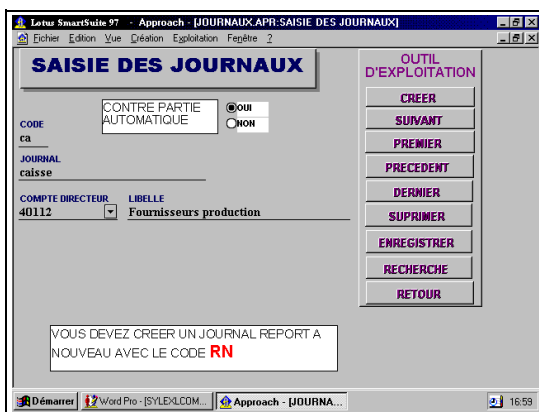 Lotus SmartSuite 97 - Approach - [JOURNAUX.APR:SAISIE DES JOURNAUX]
Fichier Edition Vue Création Exploitation Fenêtre ?
SAISIE DES JOURNAUX
CONTRE PARTIE
AUTOMATIQUE
OUI
NON
CODE
ca
JOURNAL
caisse
COMPTE DIRECTEUR LIBELLE
40112 Fournisseurs production
OUTIL
D'EXPLOITATION
CREER
SUIVANT
PREMIER
PRECEDENT
DERNIER
SUPRIMER
ENREGISTRER
RECHERCHE
RETOUR
VOUS DEVEZ CREER UN JOURNAL REPORT A
NOUVEAU AVEC LE CODE RN
Démarrer Word Pro - [SYLEXLCOM... Approach - [JOURNA... 16:59